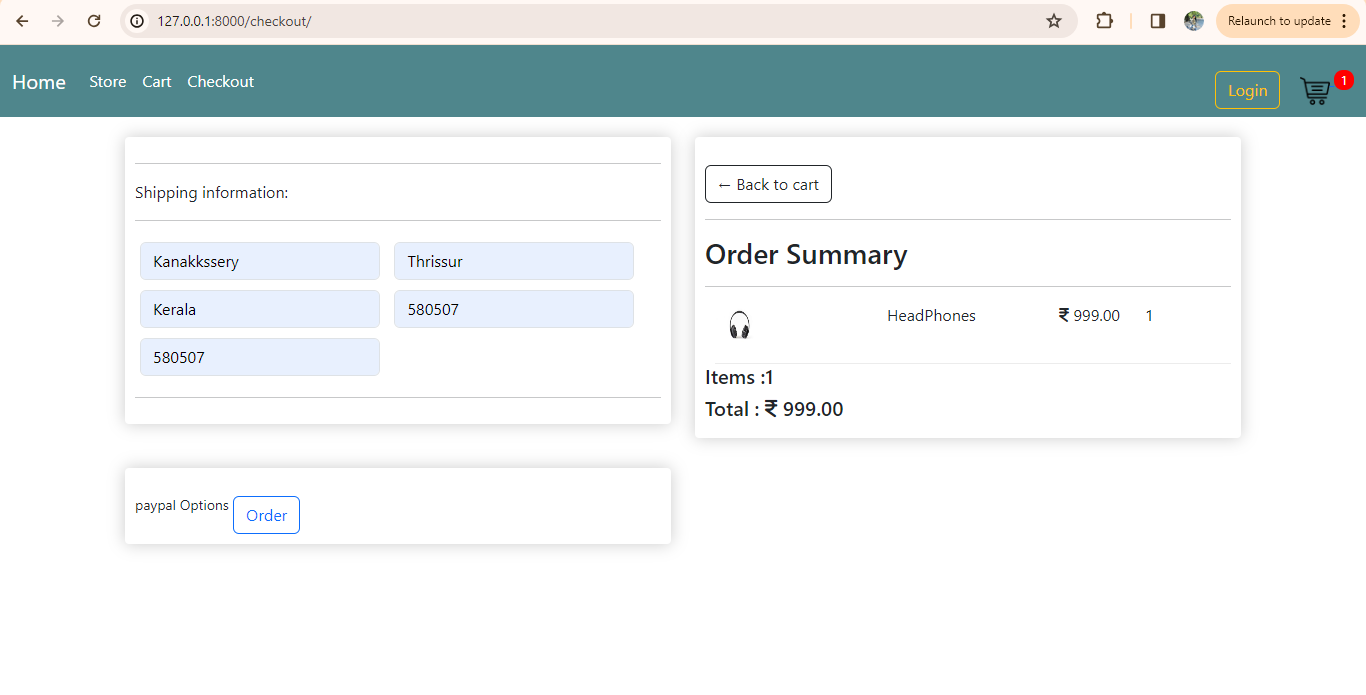 127.0.0.1:8000/checkout/
Relaunch to update
Home Store Cart Checkout
Login
1
Shipping information:
Kanakkssery Thrissur
Kerala 580507
580507
paypal Options Order
← Back to cart
Order Summary
HeadPhones ₹ 999.00 1
Items :1
Total : ₹ 999.00